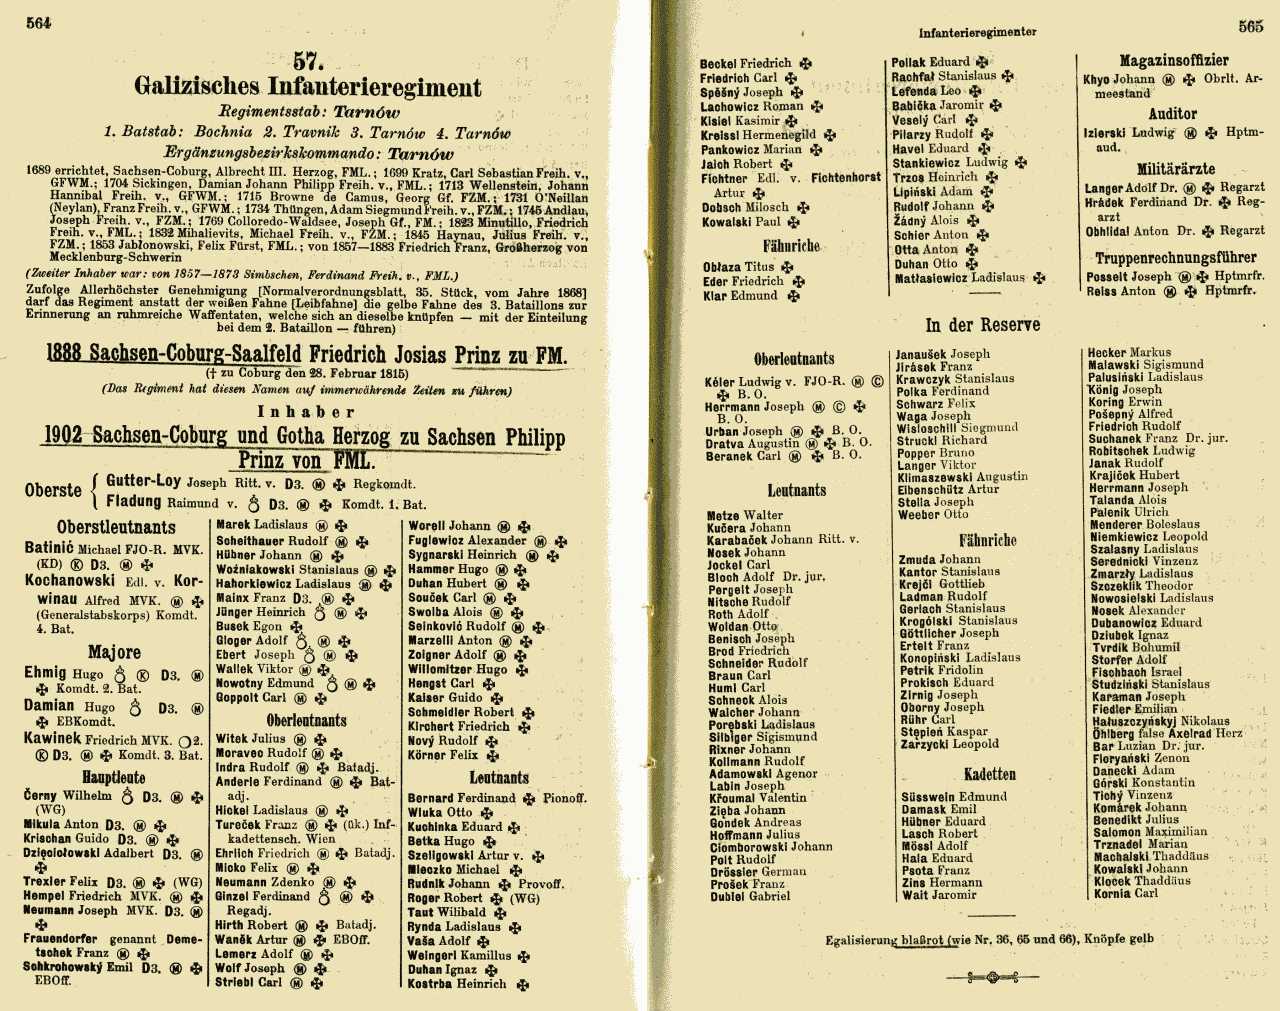 564
57.
Galizisches Infanterieregiment
Regimentsstab: Tarnów
1. Batstab: Bochnia 2. Travnik 3. Tarnów 4. Tarnów
Ergänzungsbezirkskommando: Tarnów
1689 errichtet, Sachsen-Coburg, Albrecht III. Herzog, FML.; 1699 Kratz, Carl Sebastian Freih. v.,
GFWM.; 1704 Sickingen, Damian Johann Philipp Freih. v., FML.; 1713 Wellenstein, Johann
Hannibal Freih. v., GFWM.; 1715 Browne de Camus, Georg Gf. FZM.; 1731 O'Neillan
(Neylan), Franz Freih. v., GFWM.; 1734 Thüngen, Adam Siegmund Freih. v., FZM.; 1745 Andlau,
Joseph Freih. v., FZM.; 1769 Colloredo-Waldsee, Joseph Gf., FM.; 1823 Minutillo, Friedrich
Freih. v., FML.; 1832 Mihalievits, Michael Freih. v., FZM.; 1845 Haynau, Julius Freih. v.,
FZM.; 1853 Jabłonowski, Felix Fürst, FML.; von 1857—1883 Friedrich Franz, Großherzog von
Mecklenburg-Schwerin
(Zweiter Inhaber war: von 1857—1873 Simbschen, Ferdinand Freih. v., FML.)
Zufolge Allerhöchster Genehmigung [Normalverordnungsblatt, 35. Stück, vom Jahre 1868]
darf das Regiment anstatt der weißen Fahne [Leibfahne] die gelbe Fahne des 3. Bataillons zur
Erinnerung an ruhmreiche Waffentaten, welche sich an dieselbe knüpfen — mit der Einteilung
bei dem 2. Bataillon — führen)
1888 Sachsen-Coburg-Saalfeld Friedrich Josias Prinz zu FM.
(† zu Coburg den 28. Februar 1815)
(Das Regiment hat diesen Namen auf immerwährende Zeiten zu führen)
Inhaber
1902 Sachsen-Coburg und Gotha Herzog zu Sachsen Philipp
Prinz von FML.
Oberste
Gutter-Loy Joseph Ritt. v. D3. Ⓜ ✠ Regkomdt.
Fladung Raimund v. D3. Ⓜ ✠ Komdt. 1. Bat.
Oberstleutnants
Batinić Michael FJO-R. MVK.
(KD) Ⓚ D3. Ⓜ ✠
Kochanowski Edl. v. Kor-
winau Alfred MVK. Ⓜ ✠
(Generalstabskorps) Komdt.
4. Bat.
Majore
Ehmig Hugo Ⓚ D3. Ⓜ
✠ Komdt. 2. Bat.
Damian Hugo D3. Ⓜ
✠ EBKomdt.
Kawinek Friedrich MVK. 2.
Ⓚ D3. Ⓜ ✠ Komdt. 3. Bat.
Hauptleute
Černy Wilhelm D3. Ⓜ ✠
(WG)
Mikula Anton D3. Ⓜ ✠
Krischan Guido D3. Ⓜ ✠
Dzięciołowski Adalbert D3. Ⓜ
✠
Trexler Felix D3. Ⓜ ✠ (WG)
Hempel Friedrich MVK. Ⓜ ✠
Neumann Joseph MVK. D3. Ⓜ
✠
Frauendorfer genannt Deme-
tschek Franz Ⓜ ✠
Schkrohowský Emil D3. Ⓜ ✠
EBOff.
Marek Ladislaus Ⓜ ✠
Scheithauer Rudolf Ⓜ ✠
Hübner Johann Ⓜ ✠
Woźniakowski Stanislaus Ⓜ ✠
Hahorkiewicz Ladislaus Ⓜ ✠
Mainx Franz D3. Ⓜ ✠
Jünger Heinrich Ⓜ ✠
Busek Egon ✠
Gloger Adolf Ⓜ ✠
Ebert Joseph Ⓜ ✠
Wallek Viktor Ⓜ ✠
Nowotny Edmund Ⓜ ✠
Goppolt Carl Ⓜ ✠
Oberleutnants
Witek Julius Ⓜ ✠
Moravec Rudolf Ⓜ ✠
Indra Rudolf Ⓜ ✠ Batadj.
Anderle Ferdinand Ⓜ ✠ Bat-
adj.
Hickel Ladislaus Ⓜ ✠
Tureček Franz Ⓜ ✠ (ük.) Inf-
kadettensch. Wien
Ehrlich Friedrich Ⓜ ✠ Batadj.
Micko Felix Ⓜ ✠
Neumann Zdenko Ⓜ ✠
Ginzel Ferdinand Ⓜ ✠
Regadj.
Hirth Robert Ⓜ ✠ Batadj.
Waněk Artur Ⓜ ✠ EBOff.
Lemerz Adolf Ⓜ ✠
Wolf Joseph Ⓜ ✠
Striebl Carl Ⓜ ✠
Worell Johann Ⓜ ✠
Fuglewicz Alexander Ⓜ ✠
Sygnarski Heinrich Ⓜ ✠
Hammer Hugo Ⓜ ✠
Duhan Hubert Ⓜ ✠
Souček Carl Ⓜ ✠
Swolba Alois Ⓜ ✠
Seinković Rudolf Ⓜ ✠
Marzelli Anton Ⓜ ✠
Zeigner Adolf Ⓜ ✠
Willomitzer Hugo ✠
Hengst Carl ✠
Kaiser Guido ✠
Schmeidler Robert ✠
Kirchert Friedrich ✠
Nový Rudolf ✠
Körner Felix ✠
Leutnants
Bernard Ferdinand ✠ Pionoff.
Wiuka Otto ✠
Kuchinka Eduard ✠
Betka Hugo ✠
Szeligowski Artur v. ✠
Mleczko Michael ✠
Rudnik Johann ✠ Provoff.
Roger Robert ✠ (WG)
Taut Wilibald ✠
Rynda Ladislaus ✠
Vaša Adolf ✠
Weingerl Kamillus ✠
Duhan Ignaz ✠
Kostrba Heinrich ✠
Infanterieregimenter
565
Beckel Friedrich ✠
Friedrich Carl ✠
Spěšný Joseph ✠
Lachowicz Roman ✠
Kisiel Kasimir ✠
Kreissl Hermenegild ✠
Pankowicz Marian ✠
Jaich Robert ✠
Fichtner Edl. v. Fichtenhorst
Artur ✠
Dobsch Milosch ✠
Kowalski Paul ✠
Fähnriche
Obłaza Titus ✠
Eder Friedrich ✠
Klar Edmund ✠
Pollak Eduard ✠
Rachfał Stanislaus ✠
Lefenda Leo ✠
Babička Jaromir ✠
Veselý Carl ✠
Pilarzy Rudolf ✠
Havel Eduard ✠
Stankiewicz Ludwig ✠
Trzos Heinrich ✠
Lipiński Adam ✠
Rudolf Johann ✠
Žádný Alois ✠
Schier Anton ✠
Otta Anton ✠
Duhan Otto ✠
Matłasiewicz Ladislaus ✠
Magazinsoffizier
Khyo Johann Ⓜ ✠ Obrlt. Ar-
meestand
Auditor
Izierski Ludwig Ⓜ ✠ Hptm-
aud.
Militärärzte
Langer Adolf Dr. Ⓜ ✠ Regarzt
Hrádek Ferdinand Dr. ✠ Reg-
arzt
Obhlidal Anton Dr. ✠ Regarzt
Truppenrechnungsführer
Posselt Joseph Ⓜ ✠ Hptmrfr.
Reiss Anton Ⓜ ✠ Hptmrfr.
In der Reserve
Oberleutnants
Kéler Ludwig v. FJO-R. Ⓜ Ⓒ
✠ B. O.
Herrmann Joseph Ⓜ Ⓒ ✠
B. O.
Urban Joseph Ⓜ ✠ B. O.
Dratva Augustin Ⓜ ✠ B. O.
Beranek Carl Ⓜ ✠ B. O.
Leutnants
Metze Walter
Kučera Johann
Karabaček Johann Ritt. v.
Nosek Johann
Jockel Carl
Bloch Adolf Dr. jur.
Pergelt Joseph
Nitsche Rudolf
Roth Adolf
Woldan Otto
Benisch Joseph
Brod Friedrich
Schneider Rudolf
Braun Carl
Huml Carl
Schneck Alois
Walcher Johann
Porębski Ladislaus
Silbiger Sigismund
Rixner Johann
Kollmann Rudolf
Adamowski Agenor
Labin Joseph
Křoumal Valentin
Zięba Johann
Gondek Andreas
Hoffmann Julius
Ciomborowski Johann
Polt Rudolf
Drössler German
Prošek Franz
Dubiel Gabriel
Janaušek Joseph
Jirásek Franz
Krawczyk Stanislaus
Polka Ferdinand
Schwarz Felix
Waga Joseph
Wisloschill Siegmund
Struckl Richard
Popper Bruno
Langer Viktor
Klimaszewski Augustin
Eibenschütz Artur
Stella Joseph
Weeber Otto
Fähnriche
Zmuda Johann
Kantor Stanislaus
Krejčí Gottlieb
Ladman Rudolf
Gerlach Stanislaus
Krogólski Stanislaus
Göttlicher Joseph
Ertelt Franz
Konopiński Ladislaus
Petrik Fridolin
Prokisch Eduard
Zirnig Joseph
Oborny Joseph
Rühr Carl
Stępień Kaspar
Zarzycki Leopold
Kadetten
Süsswein Edmund
Damask Emil
Hübner Eduard
Lasch Robert
Mössl Adolf
Hala Eduard
Psota Franz
Zins Hermann
Wait Jaromir
Hecker Markus
Malawski Sigismund
Palusiński Ladislaus
König Joseph
Koring Erwin
Pošepný Alfred
Friedrich Rudolf
Suchanek Franz Dr. jur.
Robitschek Ludwig
Janak Rudolf
Krajiček Hubert
Herrmann Joseph
Talanda Alois
Palenik Ulrich
Menderer Boleslaus
Niemkiewicz Leopold
Szalasny Ladislaus
Serednicki Vinzenz
Zmarzły Ladislaus
Szczeklik Theodor
Nowosielski Ladislaus
Nosek Alexander
Dubanowicz Eduard
Dziubek Ignaz
Tvrdik Bohumil
Storfer Adolf
Fischbach Israel
Studziński Stanislaus
Karaman Joseph
Fiedler Emilian
Hałuszczyńskyj Nikolaus
Öhlberg false Axelrad Herz
Bar Luzian Dr. jur.
Floryański Zenon
Danecki Adam
Górski Konstantin
Tichý Vinzenz
Komárek Johann
Benedikt Julius
Salomon Maximilian
Trznadel Marian
Machalski Thaddäus
Kowalski Johann
Klocek Thaddäus
Kornia Carl
Egalisierung blaßrot (wie Nr. 36, 65 und 66), Knöpfe gelb